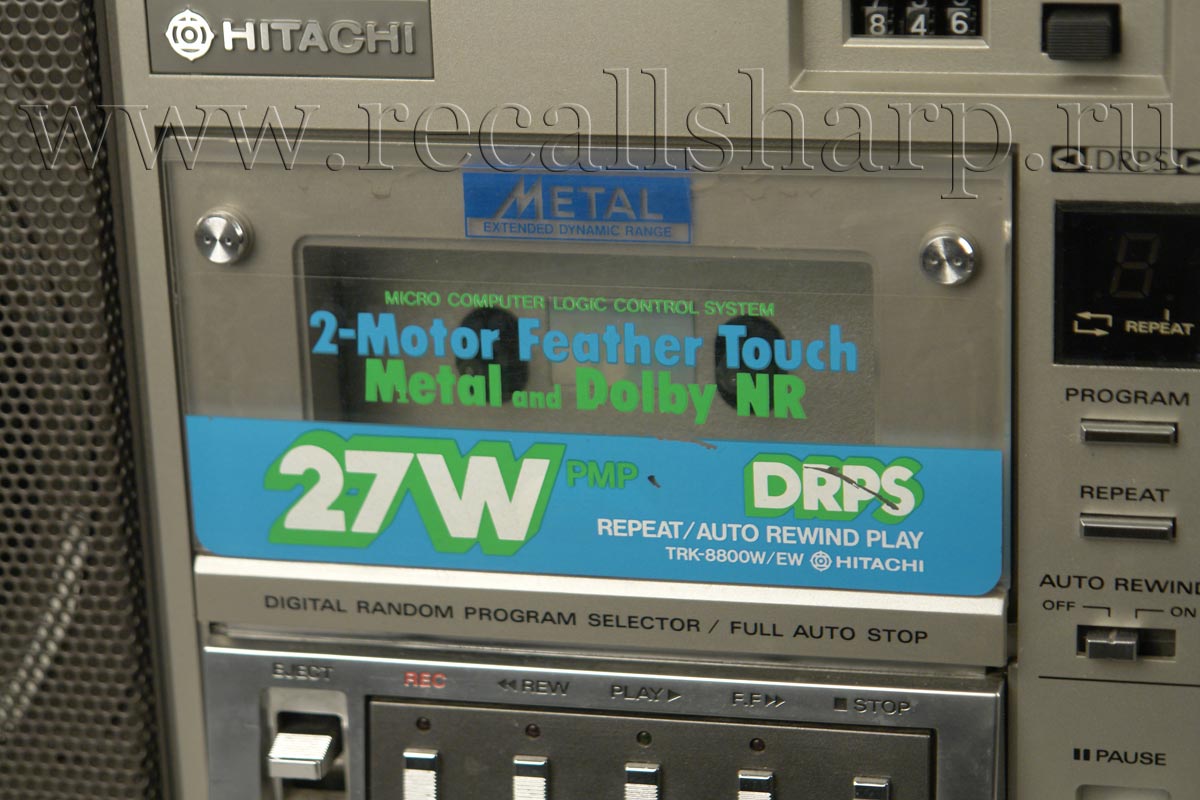 HITACHI
846
www.recallsharp.ru
DRPS
METAL
EXTENDED DYNAMIC RANGE
MICRO COMPUTER LOGIC CONTROL SYSTEM
2-Motor Feather Touch
Metal and Dolby NR
REPEAT
PROGRAM
27W PMP
DRPS
REPEAT/AUTO REWIND PLAY
TRK-8800W/EW HITACHI
REPEAT
DIGITAL RANDOM PROGRAM SELECTOR / FULL AUTO STOP
AUTO REWIND
OFF ON
EJECT
REC
◀◀ REW
PLAY ▶
F.F ▶▶
■ STOP
▮▮ PAUSE